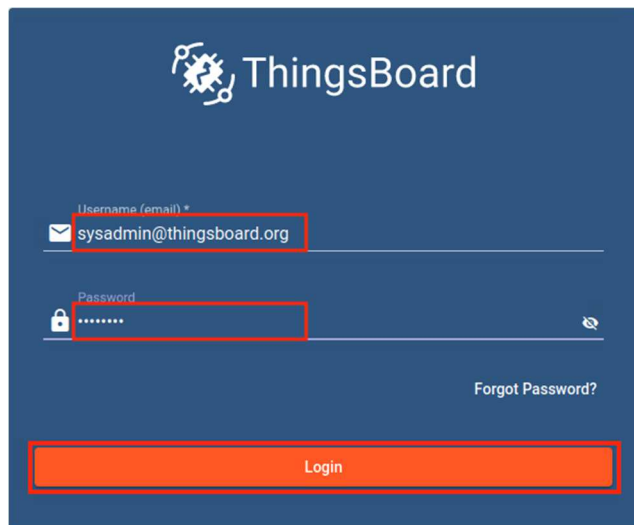 ThingsBoard
Username (email) *
sysadmin@thingsboard.org
Password
••••••••
Forgot Password?
Login